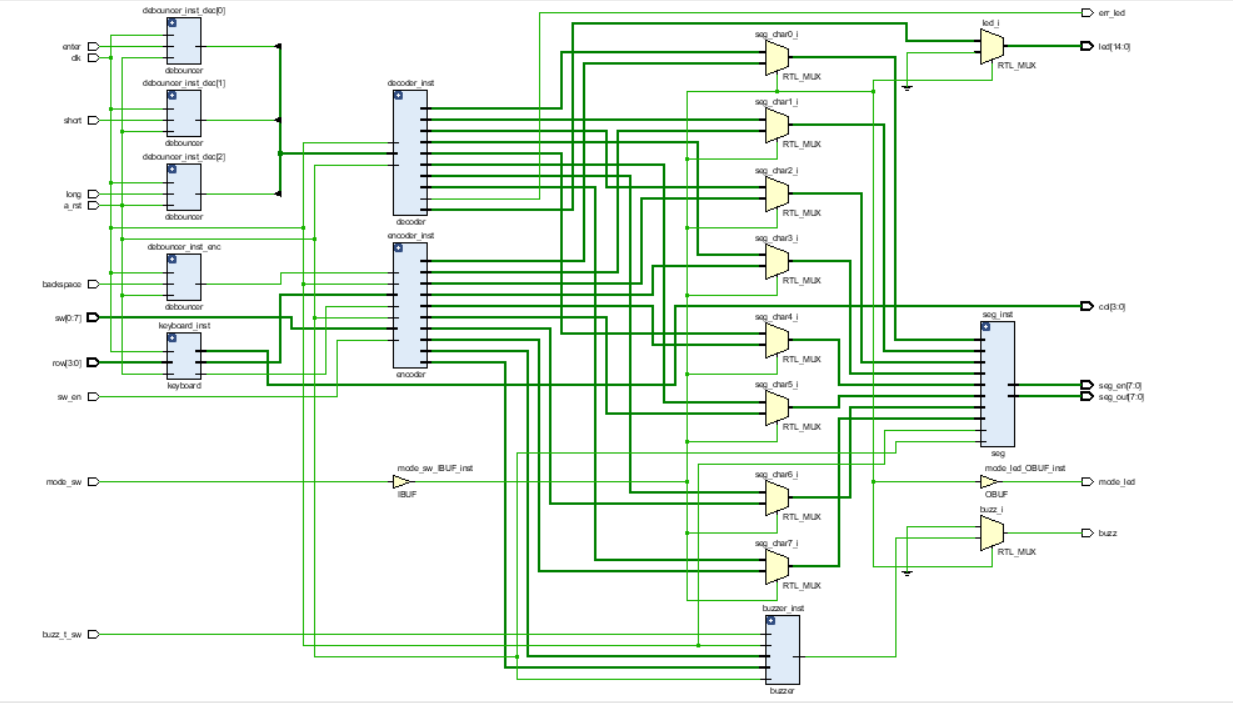 debouncer_inst_dec[0]
enter
clk
debouncer
debouncer_inst_dec[1]
short
debouncer
debouncer_inst_dec[2]
long
a_rst
debouncer
debouncer_inst_enc
backspace
debouncer
sw[0:7]
keyboard_inst
row[3:0]
keyboard
sw_en
mode_sw
buzz_t_sw
decoder_inst
decoder
encoder_inst
encoder
mode_sw_IBUF_inst
IBUF
seg_char0_i
RTL_MUX
seg_char1_i
RTL_MUX
seg_char2_i
RTL_MUX
seg_char3_i
RTL_MUX
seg_char4_i
RTL_MUX
seg_char5_i
RTL_MUX
seg_char6_i
RTL_MUX
seg_char7_i
RTL_MUX
buzzer_inst
buzzer
err_led
led_i
led[14:0]
RTL_MUX
col[3:0]
seg_inst
seg_en[7:0]
seg_out[7:0]
seg
mode_led_OBUF_inst
mode_led
OBUF
buzz_i
buzz
RTL_MUX